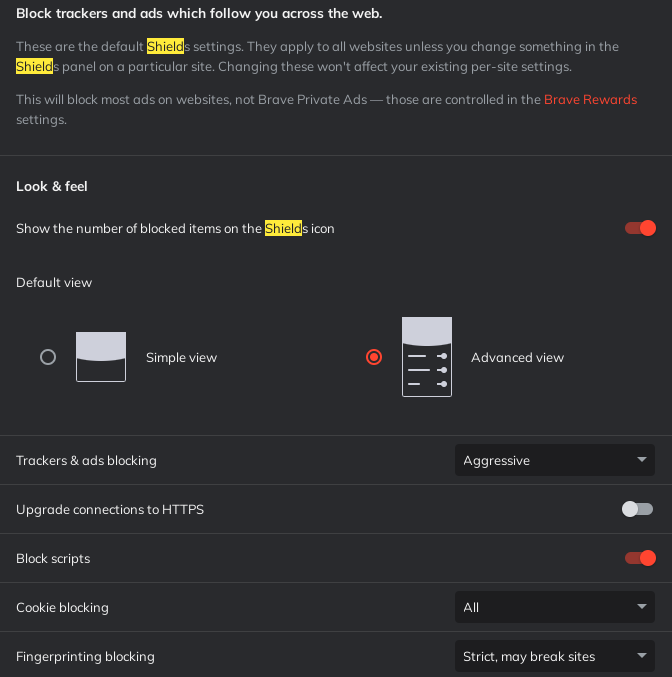 Block trackers and ads which follow you across the web.
These are the default Shields settings. They apply to all websites unless you change something in the
Shields panel on a particular site. Changing these won't affect your existing per-site settings.
This will block most ads on websites, not Brave Private Ads — those are controlled in the Brave Rewards
settings.
Look & feel
Show the number of blocked items on the Shields icon
Default view
Simple view
Advanced view
Trackers & ads blocking
Aggressive
Upgrade connections to HTTPS
Block scripts
Cookie blocking
All
Fingerprinting blocking
Strict, may break sites